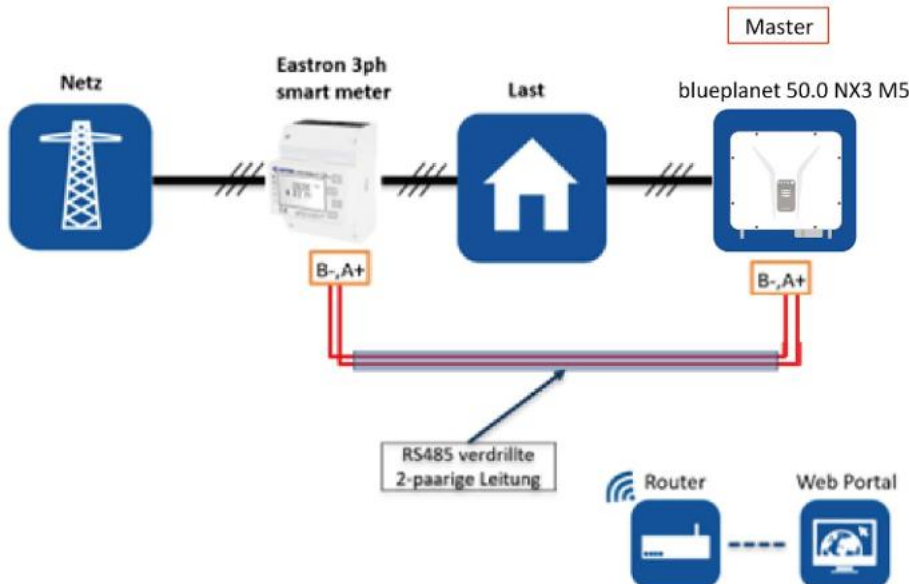 Master
Netz
Eastron 3ph
smart meter
Last
blueplanet 50.0 NX3 M5
B-,A+
B-,A+
RS485 verdrillte
2-paarige Leitung
Router
Web Portal